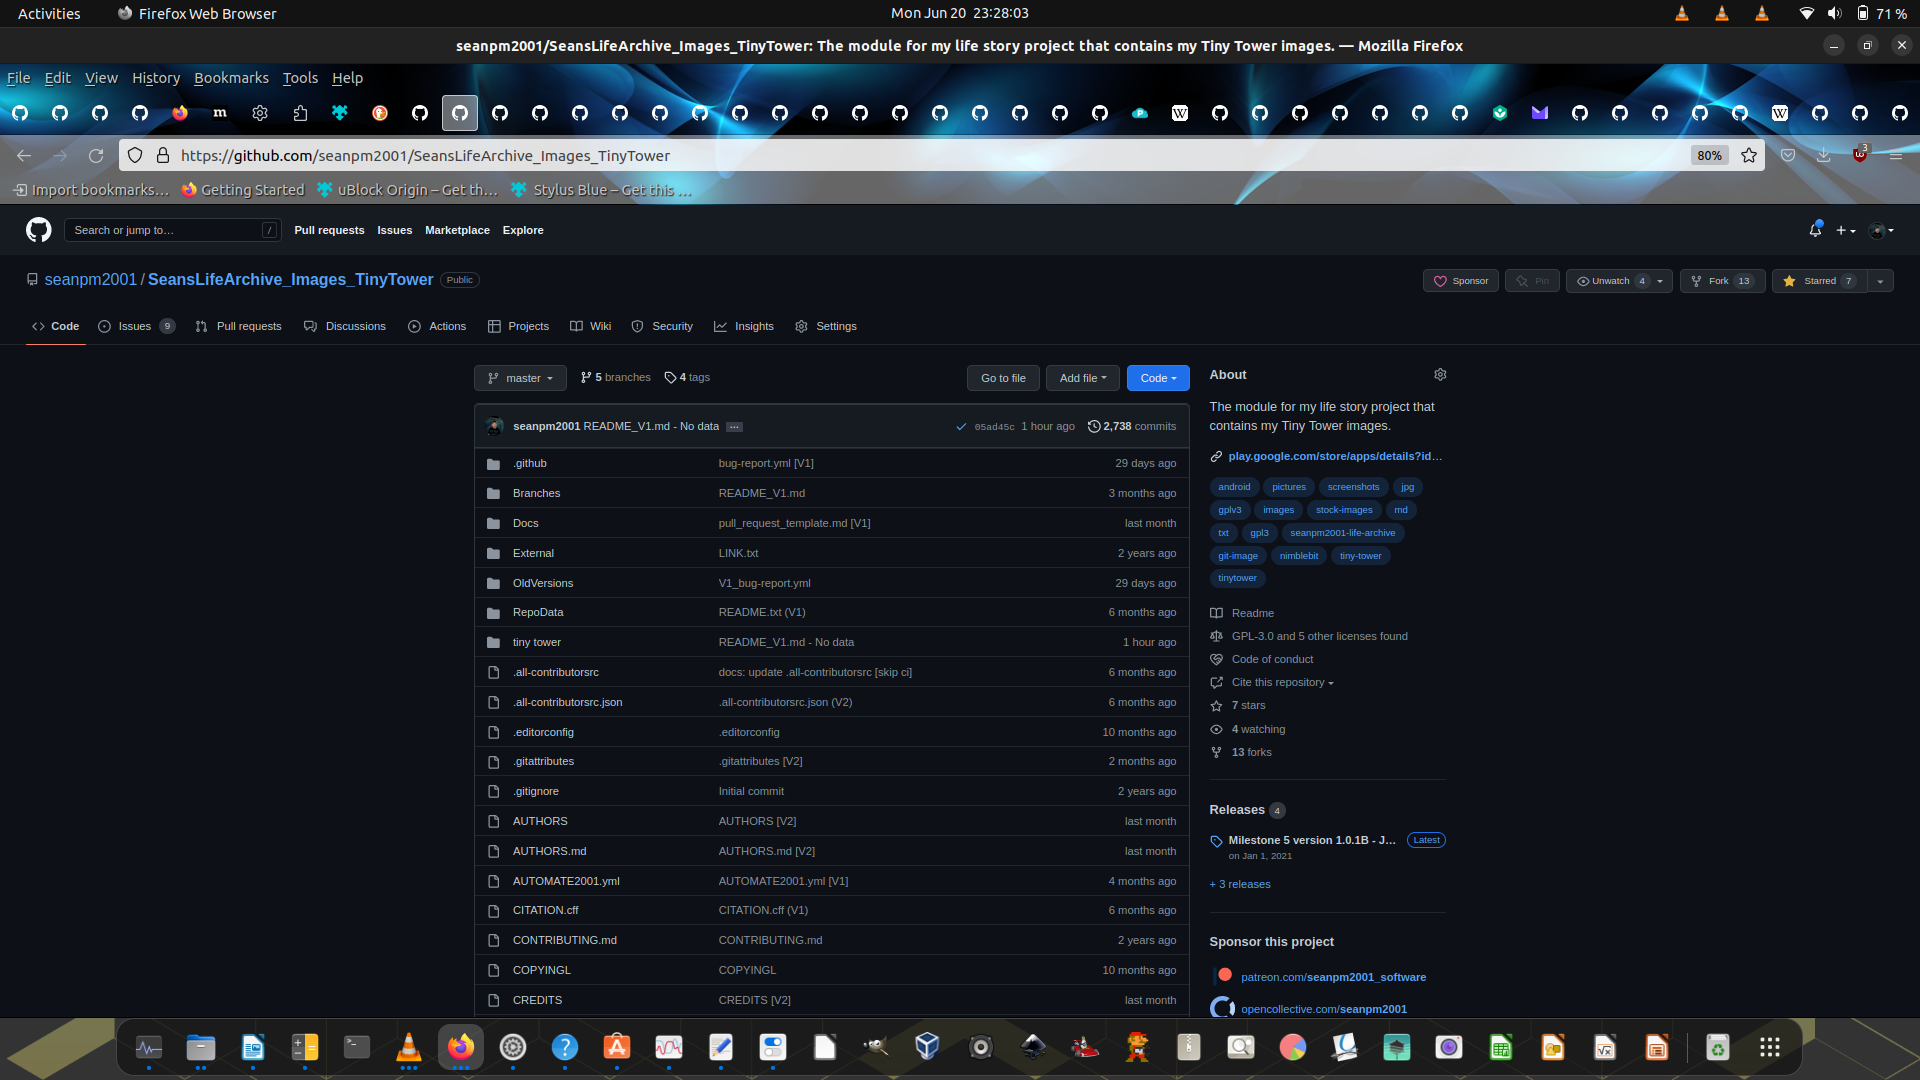 Activities Firefox Web Browser Mon Jun 20 23:28:03 71 %
seanpm2001/SeansLifeArchive_Images_TinyTower: The module for my life story project that contains my Tiny Tower images. — Mozilla Firefox
File Edit View History Bookmarks Tools Help
https://github.com/seanpm2001/SeansLifeArchive_Images_TinyTower 80% 3
Import bookmarks… Getting Started uBlock Origin – Get th… Stylus Blue – Get this …
Search or jump to… / Pull requests Issues Marketplace Explore
seanpm2001 / SeansLifeArchive_Images_TinyTower Public Sponsor Pin Unwatch 4 Fork 13 Starred 7
Code Issues 9 Pull requests Discussions Actions Projects Wiki Security Insights Settings
master 5 branches 4 tags Go to file Add file Code
seanpm2001 README_V1.md - No data ... 05ad45c 1 hour ago 2,738 commits
.github bug-report.yml [V1] 29 days ago
Branches README_V1.md 3 months ago
Docs pull_request_template.md [V1] last month
External LINK.txt 2 years ago
OldVersions V1_bug-report.yml 29 days ago
RepoData README.txt (V1) 6 months ago
tiny tower README_V1.md - No data 1 hour ago
.all-contributorsrc docs: update .all-contributorsrc [skip ci] 6 months ago
.all-contributorsrc.json .all-contributorsrc.json (V2) 6 months ago
.editorconfig .editorconfig 10 months ago
.gitattributes .gitattributes [V2] 2 months ago
.gitignore Initial commit 2 years ago
AUTHORS AUTHORS [V2] last month
AUTHORS.md AUTHORS.md [V2] last month
AUTOMATE2001.yml AUTOMATE2001.yml [V1] 4 months ago
CITATION.cff CITATION.cff (V1) 6 months ago
CONTRIBUTING.md CONTRIBUTING.md 2 years ago
COPYINGL COPYINGL 10 months ago
CREDITS CREDITS [V2] last month
About
The module for my life story project that
contains my Tiny Tower images.
play.google.com/store/apps/details?id…
android pictures screenshots jpg
gplv3 images stock-images md
txt gpl3 seanpm2001-life-archive
git-image nimblebit tiny-tower
tinytower
Readme
GPL-3.0 and 5 other licenses found
Code of conduct
Cite this repository
7 stars
4 watching
13 forks
Releases 4
Milestone 5 version 1.0.1B - J… Latest
on Jan 1, 2021
+ 3 releases
Sponsor this project
patreon.com/seanpm2001_software
opencollective.com/seanpm2001